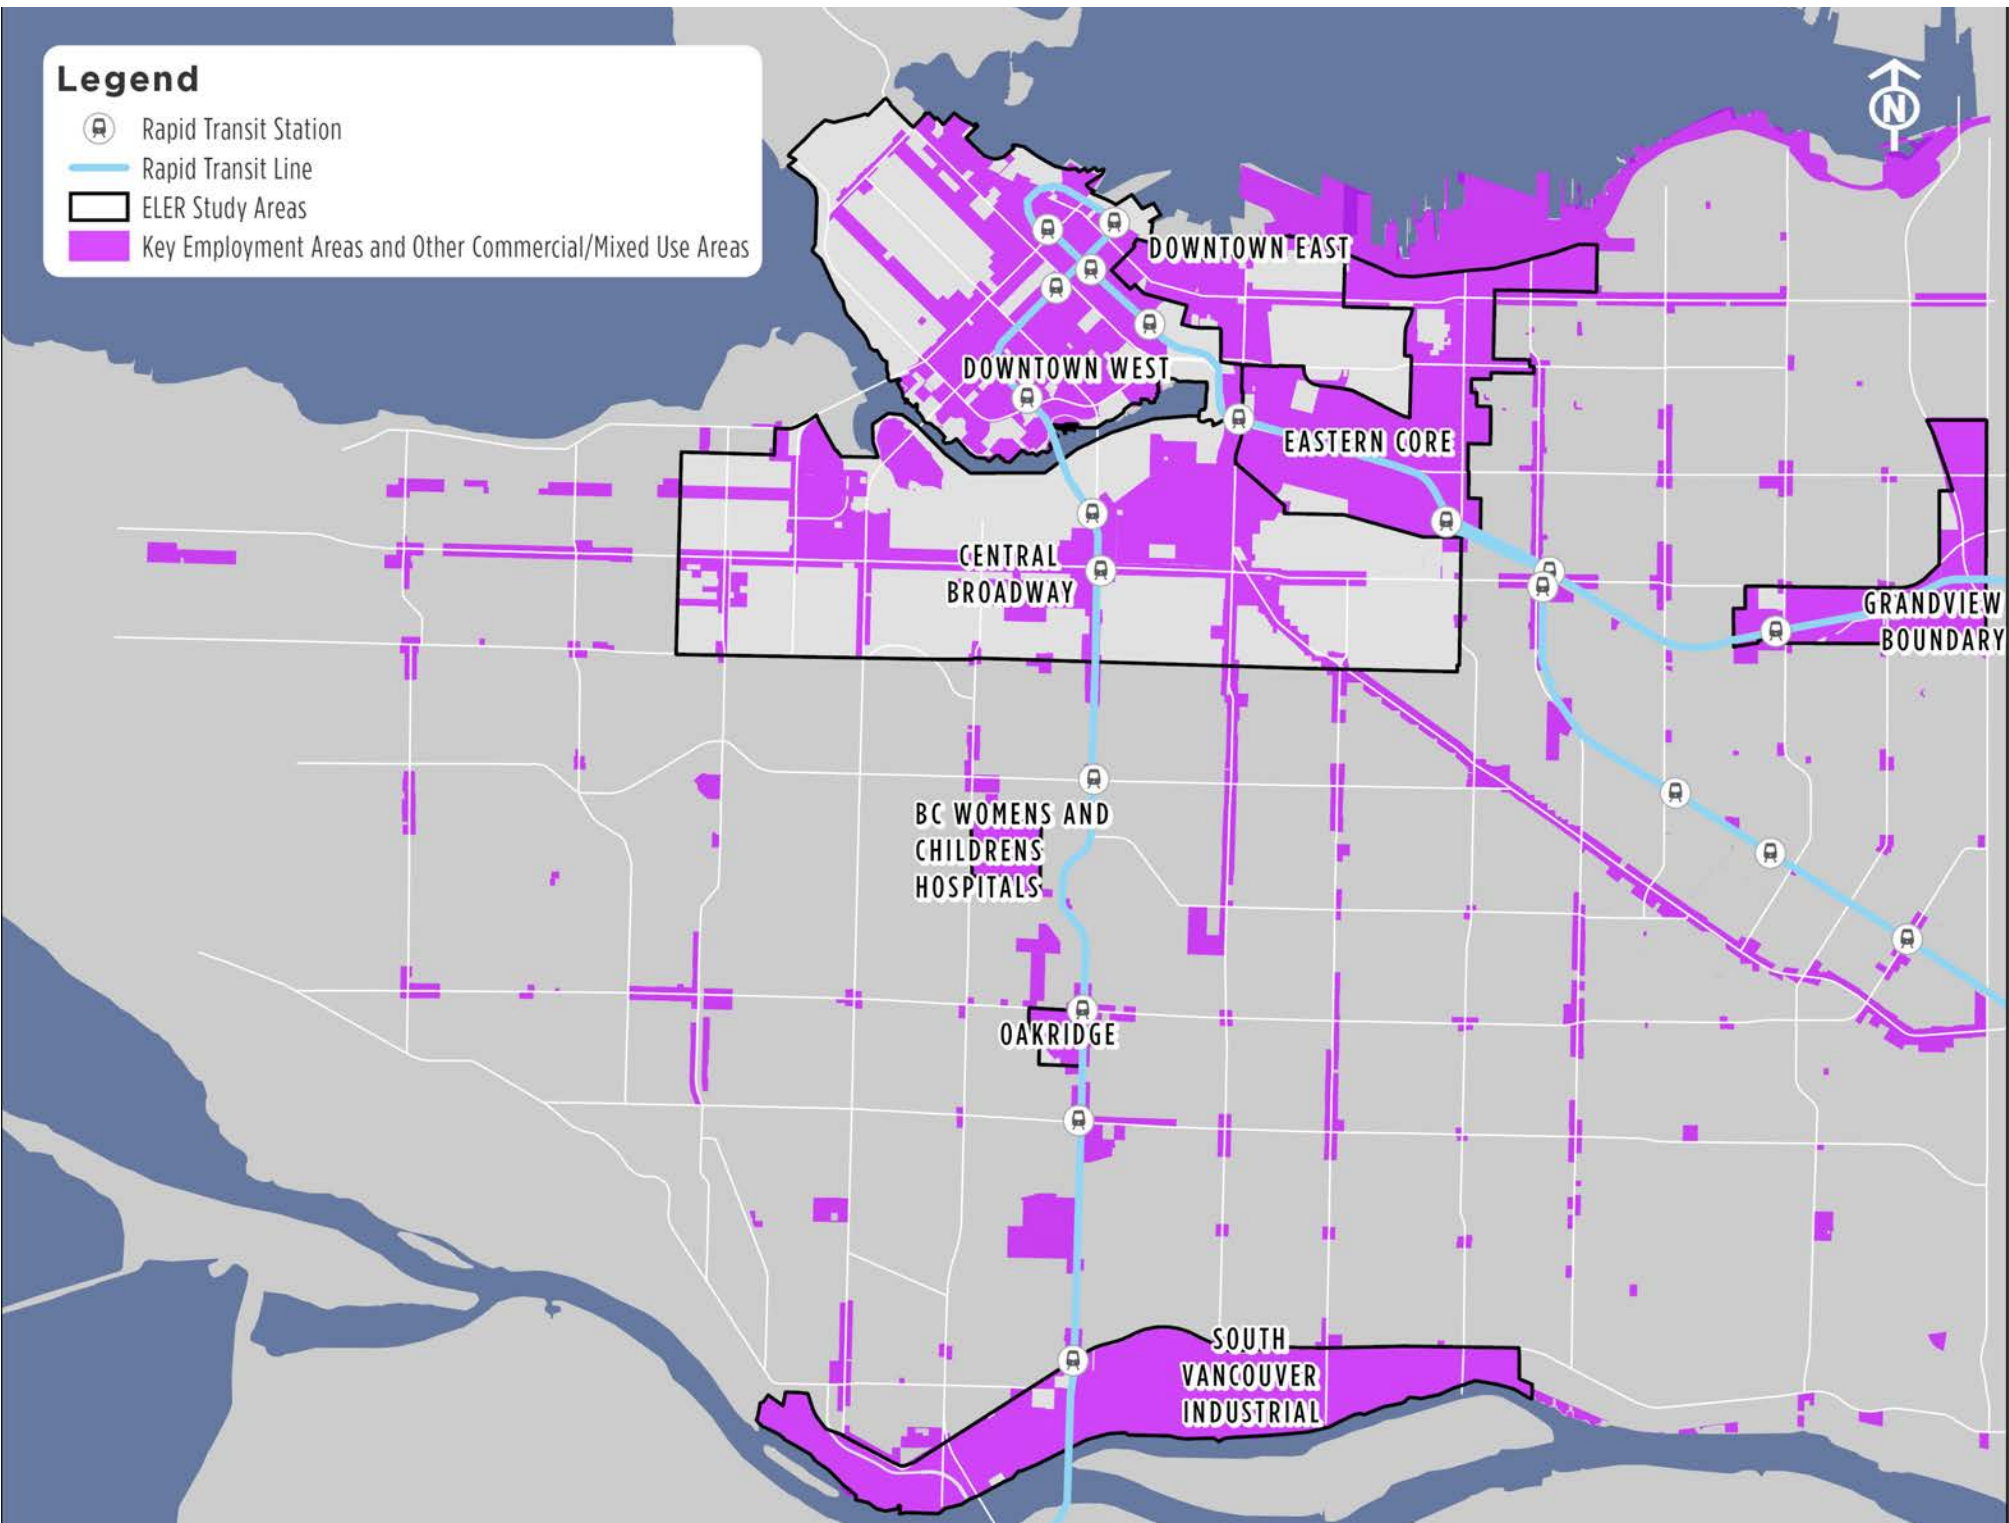 Legend
Rapid Transit Station
Rapid Transit Line
ELER Study Areas
Key Employment Areas and Other Commercial/Mixed Use Areas
N
DOWNTOWN EAST
DOWNTOWN WEST
EASTERN CORE
CENTRAL
BROADWAY
GRANDVIEW
BOUNDARY
BC WOMENS AND
CHILDRENS
HOSPITALS
OAKRIDGE
SOUTH
VANCOUVER
INDUSTRIAL